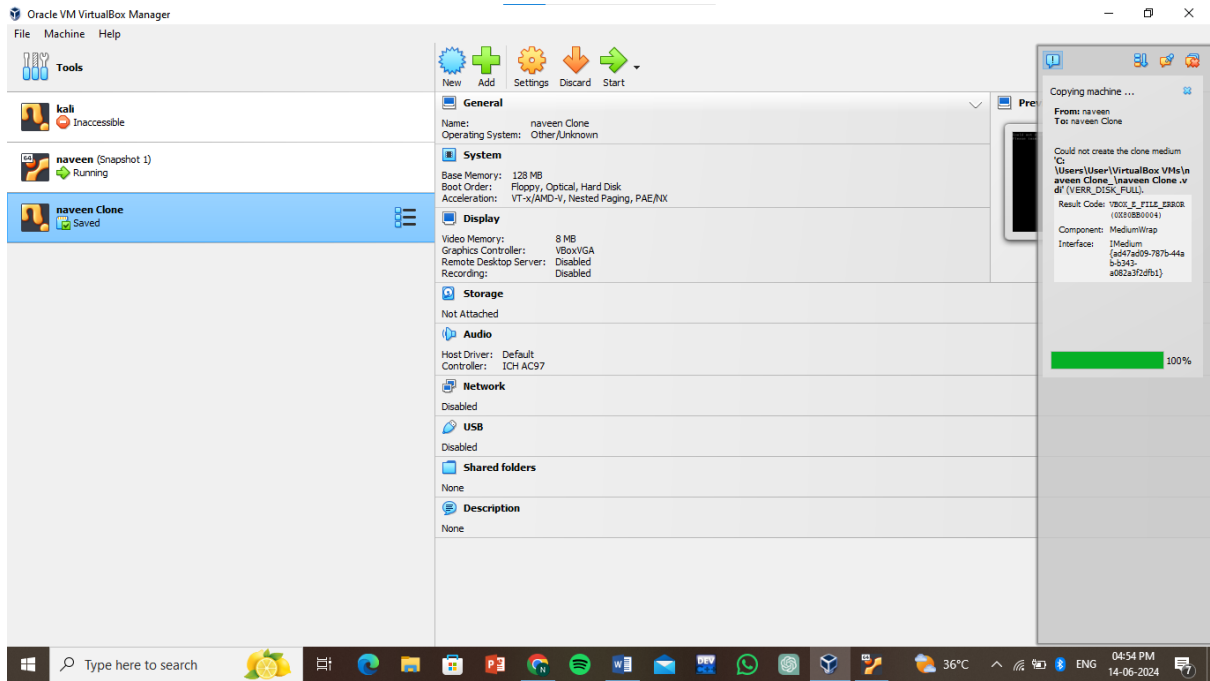 Oracle VM VirtualBox Manager
File Machine Help
Tools
kali
Inaccessible
64
naveen (Snapshot 1)
Running
naveen Clone
Saved
New Add Settings Discard Start
General
Name: naveen Clone
Operating System: Other/Unknown
System
Base Memory: 128 MB
Boot Order: Floppy, Optical, Hard Disk
Acceleration: VT-x/AMD-V, Nested Paging, PAE/NX
Display
Video Memory: 8 MB
Graphics Controller: VBoxVGA
Remote Desktop Server: Disabled
Recording: Disabled
Storage
Not Attached
Audio
Host Driver: Default
Controller: ICH AC97
Network
Disabled
USB
Disabled
Shared folders
None
Description
None
Pre
Copying machine ...
From: naveen
To: naveen Clone
Could not create the clone medium
'C:
\Users\User\VirtualBox VMs\n
aveen Clone_\naveen Clone .v
di' (VERR_DISK_FULL).
Result Code: VBOX_E_FILE_ERROR
(0X80BB0004)
Component: MediumWrap
Interface: IMedium
{ad47ad09-787b-44a
b-b343-
a082a3f2dfb1}
100%
Type here to search
DEV
36°C
ENG
04:54 PM
14-06-2024
7